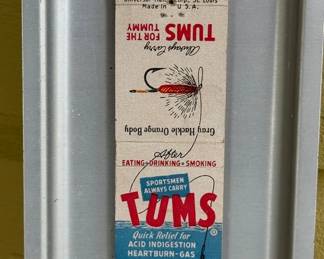 Made in U. S. A.
TUMS
FOR THE
TUMMY
Always Carry
Gray Hackle Orange Body
After
EATING-DRINKING-SMOKING
SPORTSMEN
ALWAYS CARRY
TUMS®
Quick Relief for
ACID INDIGESTION
HEARTBURN-GAS